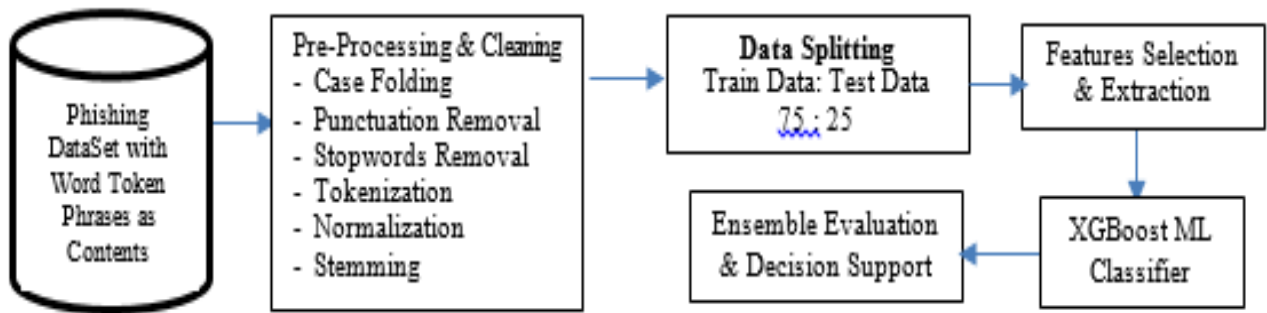 Phishing
DataSet with
Word Token
Phrases as
Contents
Pre-Processing & Cleaning
- Case Folding
- Punctuation Removal
- Stopwords Removal
- Tokenization
- Normalization
- Stemming
Data Splitting
Train Data: Test Data
75 : 25
Features Selection
& Extraction
XGBoost ML
Classifier
Ensemble Evaluation
& Decision Support